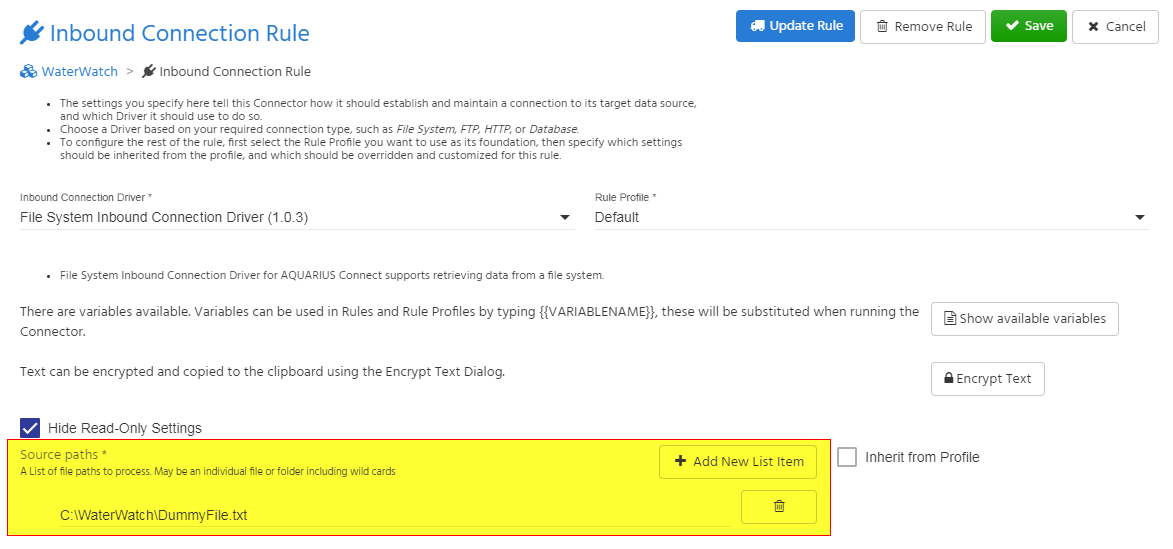 Inbound Connection Rule
Update Rule
Remove Rule
Save
Cancel
WaterWatch > Inbound Connection Rule
• The settings you specify here tell this Connector how it should establish and maintain a connection to its target data source,
and which Driver it should use to do so.
• Choose a Driver based on your required connection type, such as File System, FTP, HTTP, or Database.
• To configure the rest of the rule, first select the Rule Profile you want to use as its foundation, then specify which settings
should be inherited from the profile, and which should be overridden and customized for this rule.
Inbound Connection Driver *
File System Inbound Connection Driver (1.0.3)
Rule Profile *
Default
• File System Inbound Connection Driver for AQUARIUS Connect supports retrieving data from a file system.
There are variables available. Variables can be used in Rules and Rule Profiles by typing {{VARIABLENAME}}, these will be substituted when running the
Connector.
Show available variables
Text can be encrypted and copied to the clipboard using the Encrypt Text Dialog.
Encrypt Text
Hide Read-Only Settings
Source paths *
A List of file paths to process. May be an individual file or folder including wild cards
Add New List Item
Inherit from Profile
C:\WaterWatch\DummyFile.txt